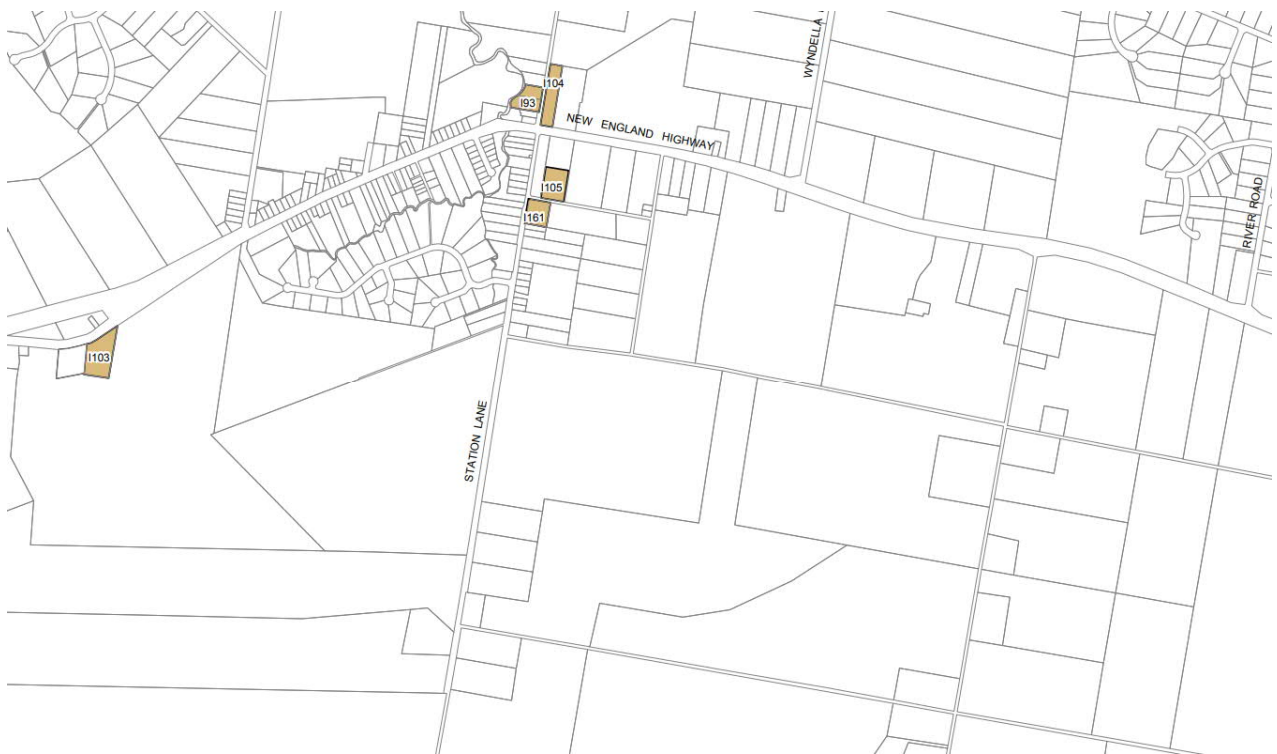 WYNDELLA
I104
I93
NEW ENGLAND HIGHWAY
I105
RIVER ROAD
I161
I103
STATION LANE